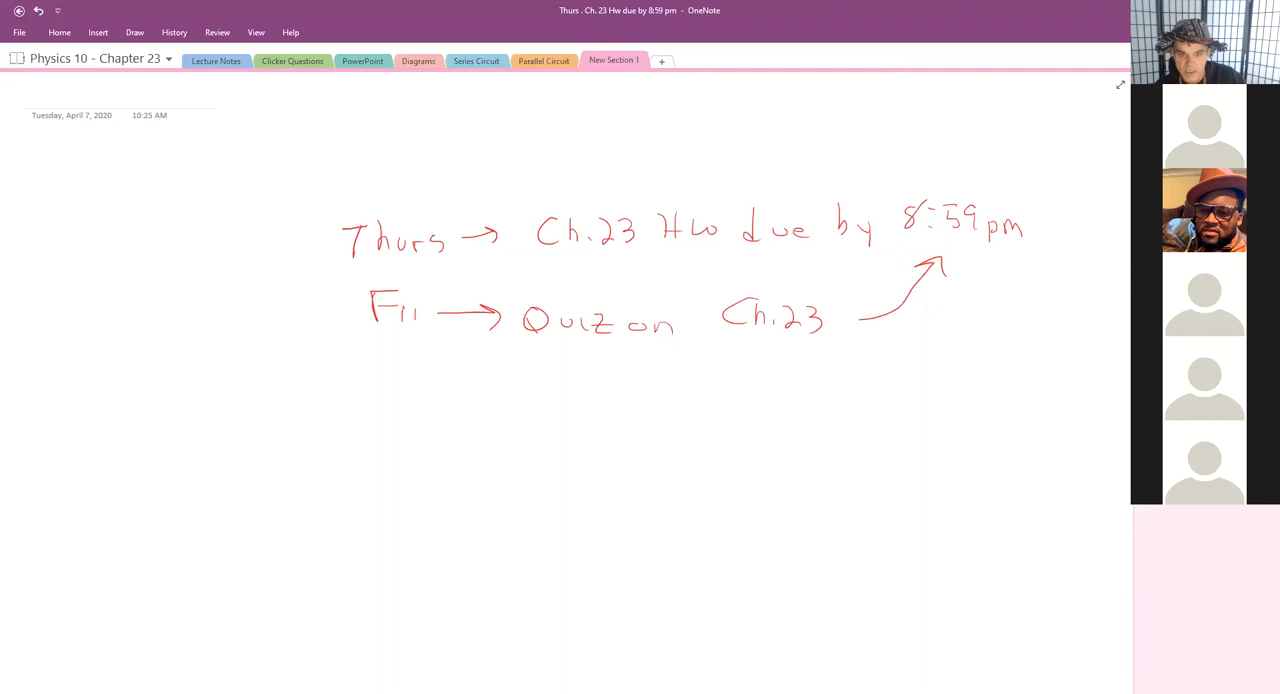 Thurs . Ch. 23 Hw due by 8:59 pm - OneNote
File Home Insert Draw History Review View Help
Physics 10 - Chapter 23 Lecture Notes Clicker Questions PowerPoint Diagrams Series Circuit Parallel Circuit New Section 1
Tuesday, April 7, 2020 10:25 AM
Thurs → Ch.23 HW due by 8:59pm
Fri → Quiz on Ch.23